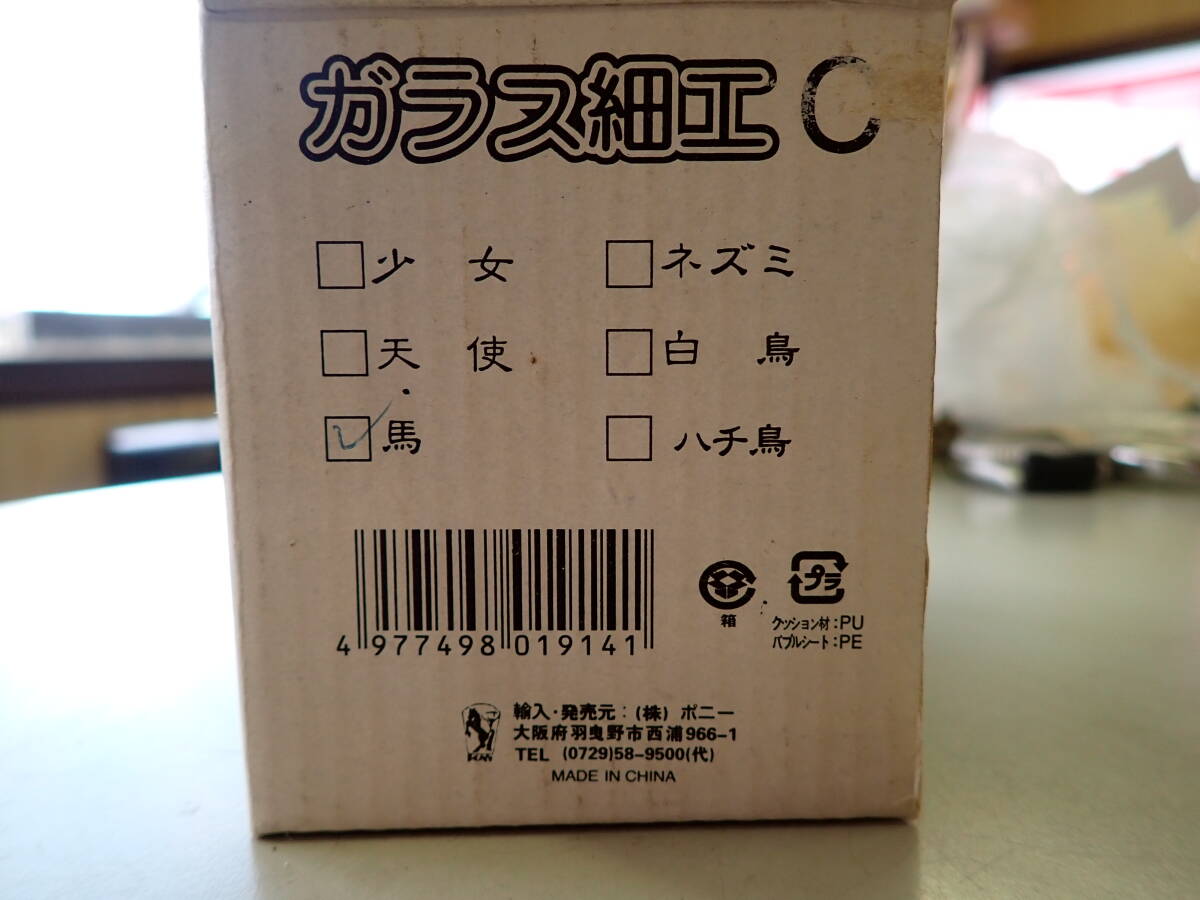 ガラス細工 C
少女 ネズミ
天使 白鳥
馬 ハチ鳥
4 977498 019141
箱
プラ
クッション材:PU
バブルシート:PE
輸入・発売元:(株) ポニー
大阪府羽曳野市西浦966-1
TEL (0729)58-9500(代)
MADE IN CHINA